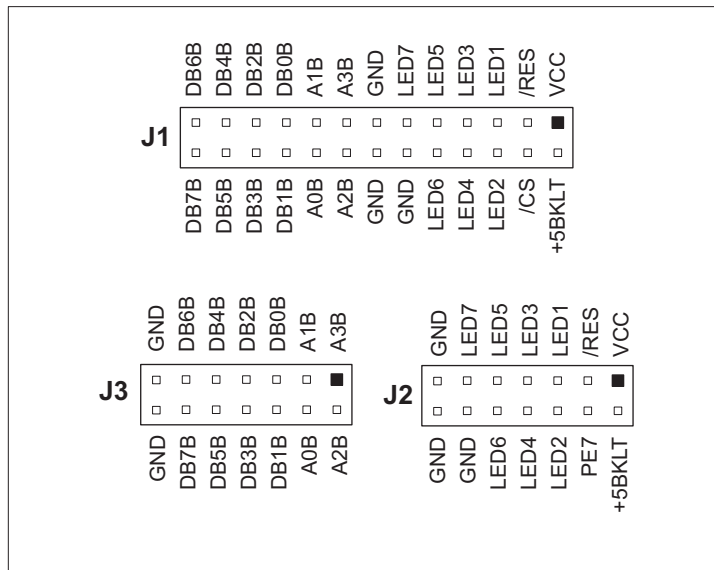 DB6B DB4B DB2B DB0B A1B A3B GND LED7 LED5 LED3 LED1 /RES VCC
J1
DB7B DB5B DB3B DB1B A0B A2B GND GND LED6 LED4 LED2 /CS +5BKLT
GND DB6B DB4B DB2B DB0B A1B A3B
J3
GND DB7B DB5B DB3B DB1B A0B A2B
GND LED7 LED5 LED3 LED1 /RES VCC
J2
GND GND LED6 LED4 LED2 PE7 +5BKLT